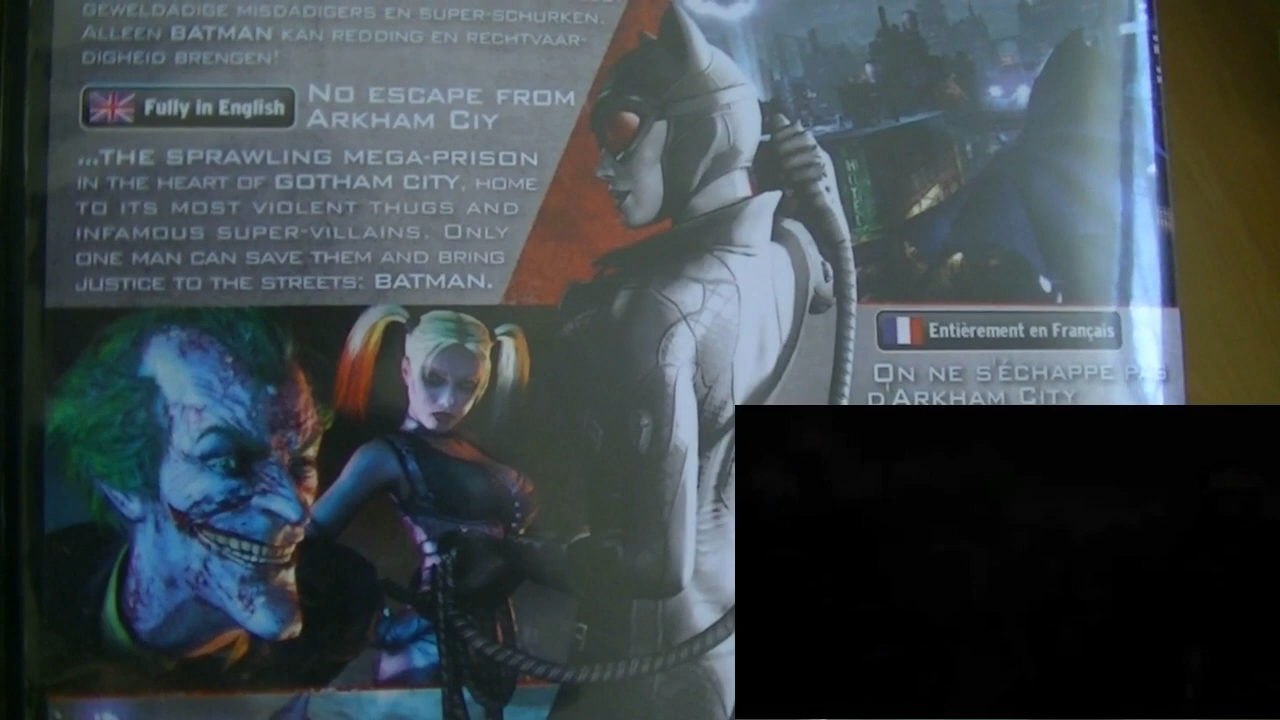 GEWELDADIGE MISDADIGERS EN SUPER-SCHURKEN.
ALLEEN BATMAN KAN REDDING EN RECHTVAAR-
DIGHEID BRENGEN!
Fully in English
NO ESCAPE FROM
ARKHAM CIY
...THE SPRAWLING MEGA-PRISON
IN THE HEART OF GOTHAM CITY, HOME
TO ITS MOST VIOLENT THUGS AND
INFAMOUS SUPER-VILLAINS. ONLY
ONE MAN CAN SAVE THEM AND BRING
JUSTICE TO THE STREETS: BATMAN.
HOTEL
Entièrement en Français
ON NE S'ÉCHAPPE PAS
D'ARKHAM CITY